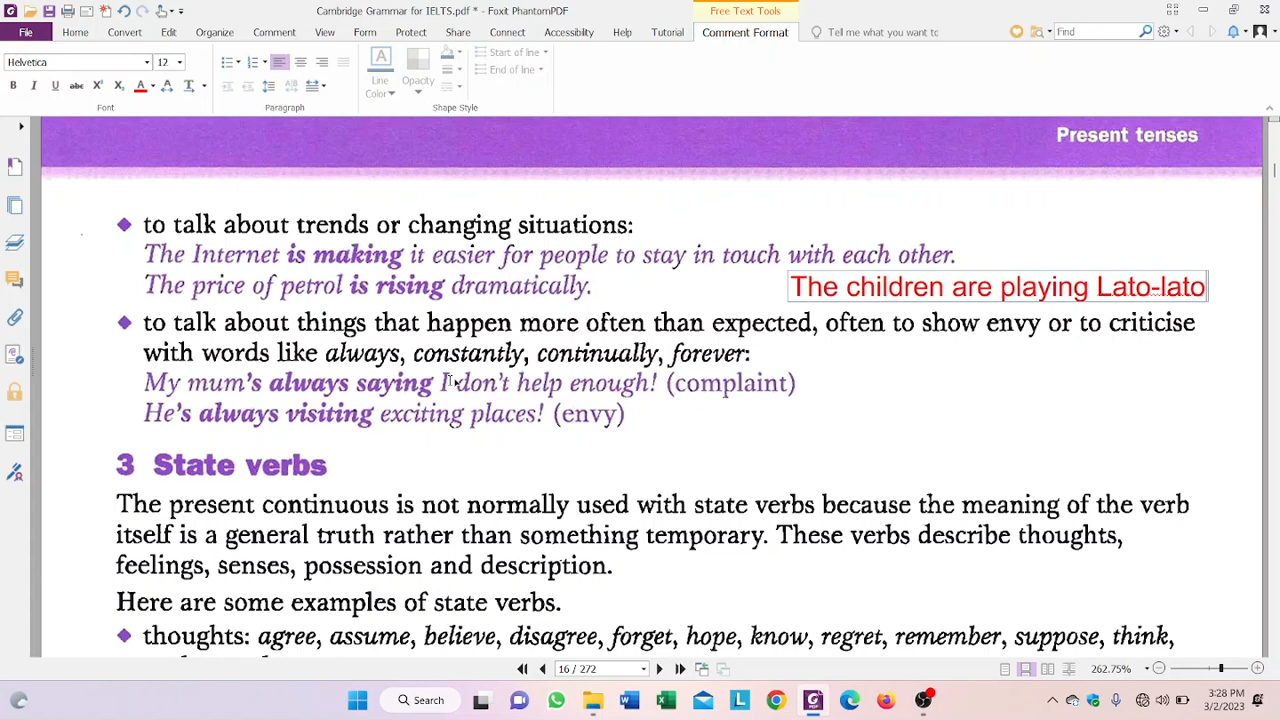 Cambridge Grammar for IELTS.pdf * - Foxit PhantomPDF
Free Text Tools
File Home Convert Edit Organize Comment View Form Protect Share Connect Accessibility Help Tutorial Comment Format Tell me what you want... Find
Helvetica 12
Start of line
End of line
Line Color
Opacity
Font Paragraph Shape Style
Present tenses
to talk about trends or changing situations:
The Internet is making it easier for people to stay in touch with each other.
The price of petrol is rising dramatically.
The children are playing Lato-lato
to talk about things that happen more often than expected, often to show envy or to criticise
with words like always, constantly, continually, forever:
My mum's always saying I don't help enough! (complaint)
He's always visiting exciting places! (envy)
3 State verbs
The present continuous is not normally used with state verbs because the meaning of the verb
itself is a general truth rather than something temporary. These verbs describe thoughts,
feelings, senses, possession and description.
Here are some examples of state verbs.
thoughts: agree, assume, believe, disagree, forget, hope, know, regret, remember, suppose, think,
16 / 272
262.75%
Search
3:28 PM
3/2/2023